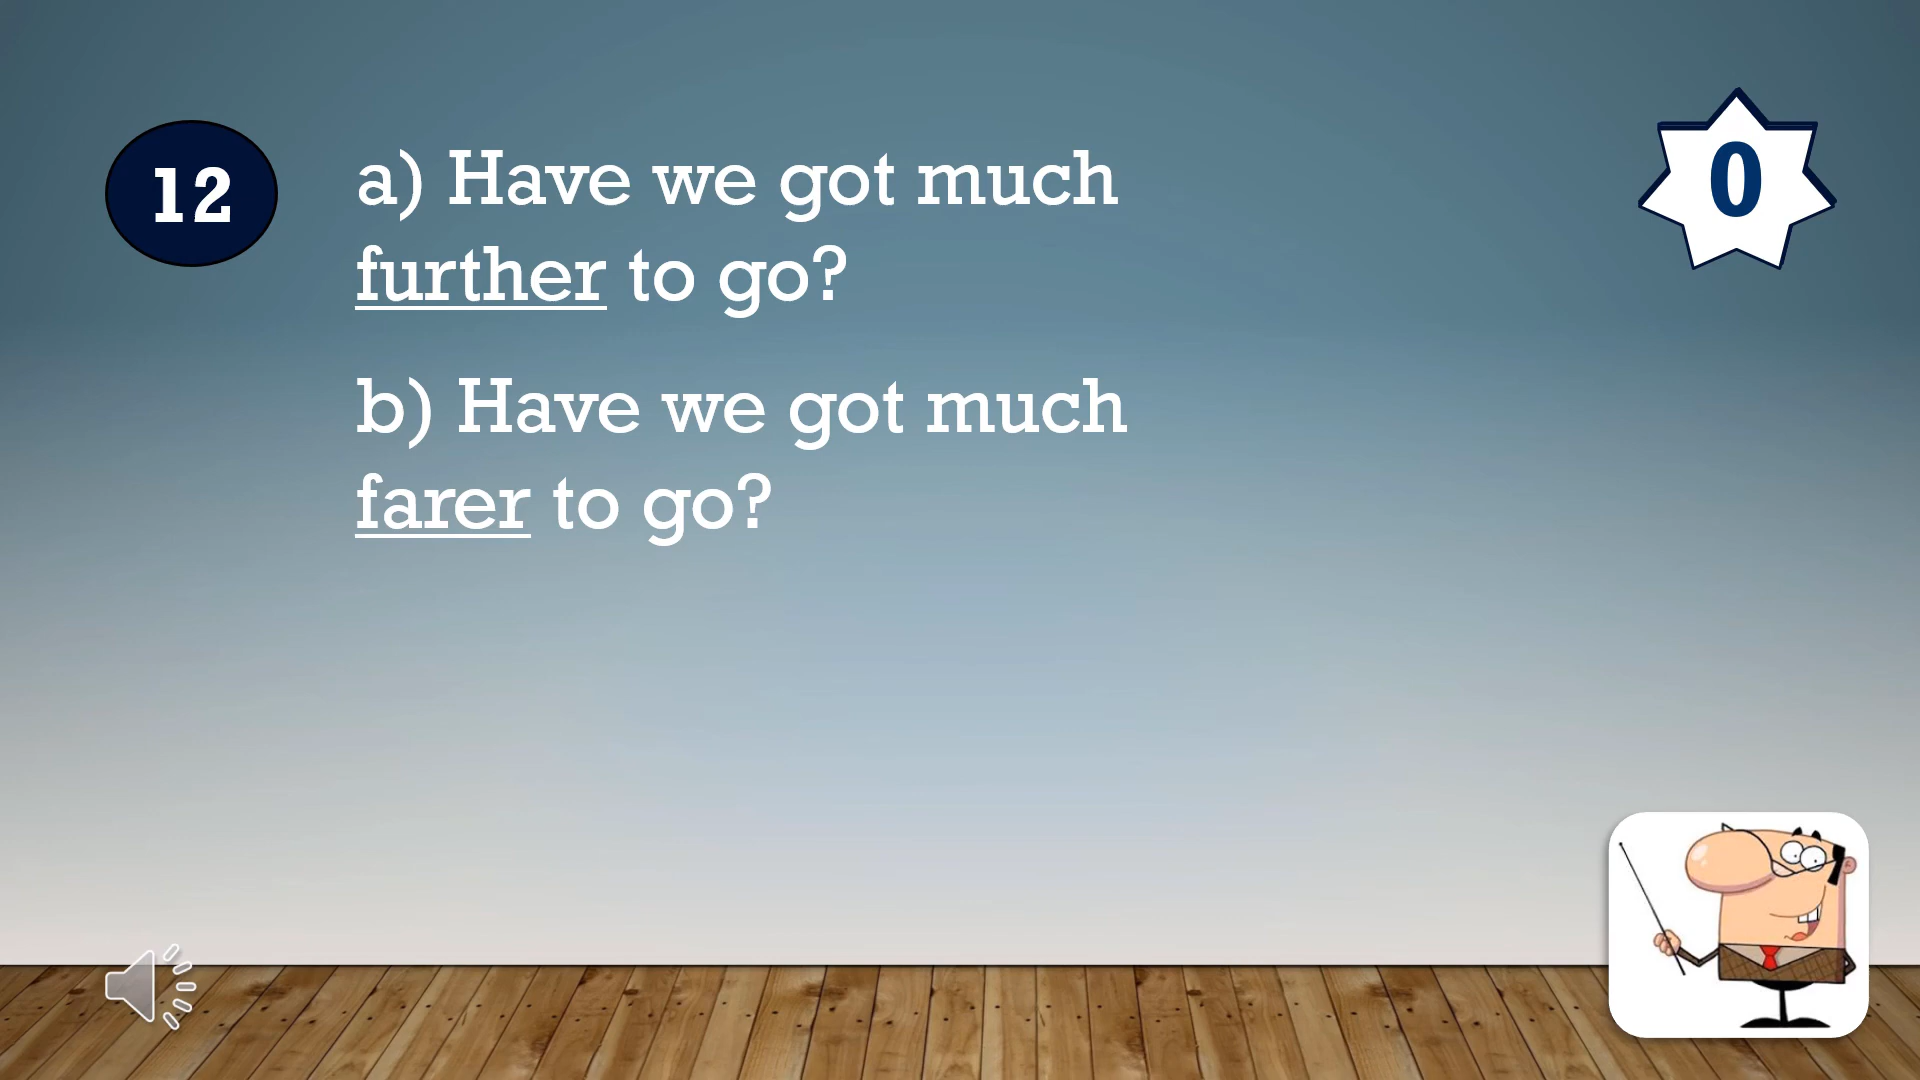 12
a) Have we got much
further to go?
b) Have we got much
farer to go?
0